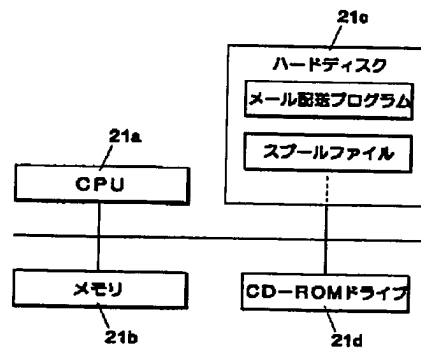 21c
ハードディスク
メール配送プログラム
スプールファイル
21a
CPU
メモリ
21b
CD-ROMドライブ
21d